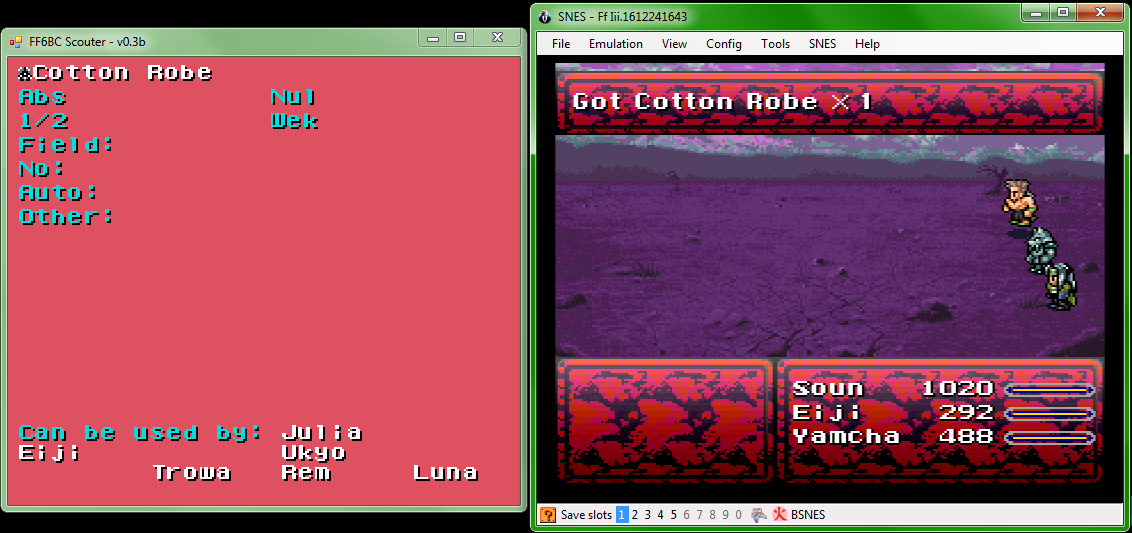 FF6BC Scouter - v0.3b
Cotton Robe
Abs Nul
1/2 Wek
Field:
No:
Auto:
Other:
Can be used by: Julia
Eiji Ukyo
Trowa Rem Luna
SNES - Ff Iii.1612241643
File Emulation View Config Tools SNES Help
Got Cotton Robe × 1
Soun 1020
Eiji 292
Yamcha 488
Save slots 1 2 3 4 5 6 7 8 9 0 火 BSNES